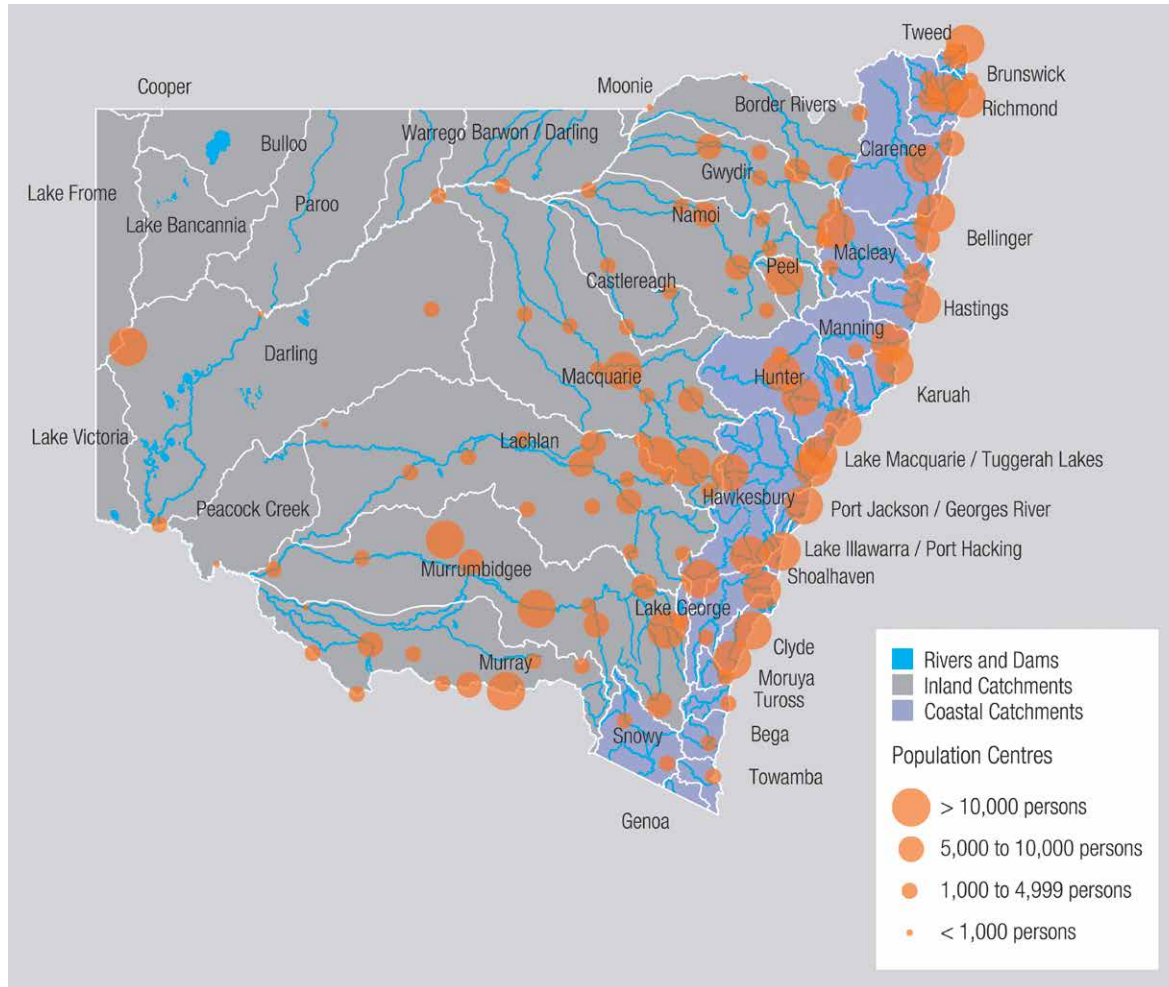 Tweed
Cooper
Moonie
Brunswick
Border Rivers
Richmond
Bulloo
Warrego Barwon / Darling
Clarence
Gwydir
Lake Frome
Paroo
Lake Bancannia
Namoi
Bellinger
Macleay
Peel
Castlereagh
Hastings
Manning
Darling
Macquarie
Hunter
Karuah
Lake Victoria
Lachlan
Lake Macquarie / Tuggerah Lakes
Hawkesbury
Peacock Creek
Port Jackson / Georges River
Lake Illawarra / Port Hacking
Murrumbidgee
Shoalhaven
Lake George
Clyde
Murray
Moruya
Tuross
Snowy
Bega
Towamba
Genoa
Rivers and Dams
Inland Catchments
Coastal Catchments
Population Centres
> 10,000 persons
5,000 to 10,000 persons
1,000 to 4,999 persons
< 1,000 persons